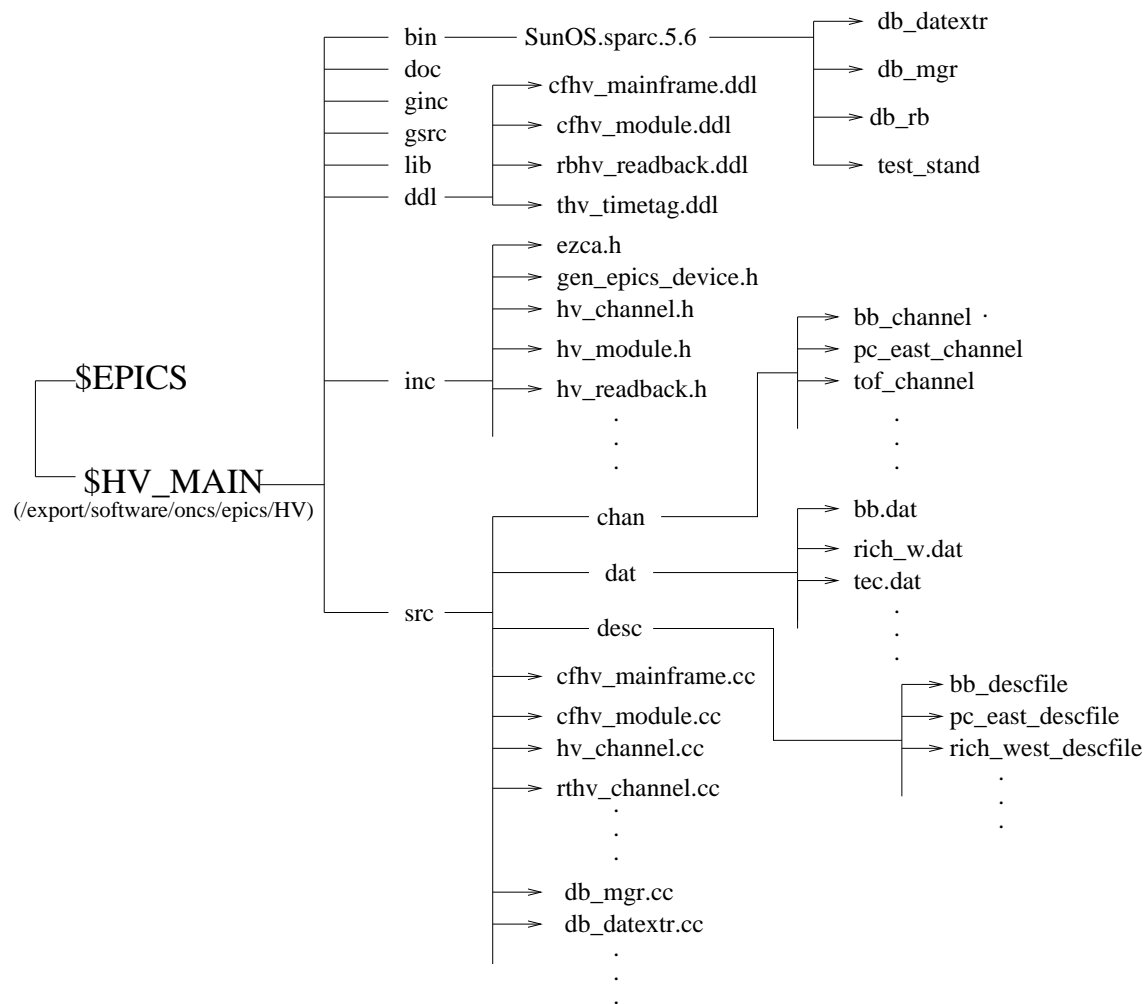 $EPICS
$HV_MAIN
(/export/software/oncs/epics/HV)
bin
SunOS.sparc.5.6
db_datextr
db_mgr
db_rb
test_stand
doc
ginc
gsrc
lib
ddl
cfhv_mainframe.ddl
cfhv_module.ddl
rbhv_readback.ddl
thv_timetag.ddl
inc
ezca.h
gen_epics_device.h
hv_channel.h
hv_module.h
hv_readback.h
src
chan
bb_channel
pc_east_channel
tof_channel
dat
bb.dat
rich_w.dat
tec.dat
desc
bb_descfile
pc_east_descfile
rich_west_descfile
cfhv_mainframe.cc
cfhv_module.cc
hv_channel.cc
rthv_channel.cc
db_mgr.cc
db_datextr.cc